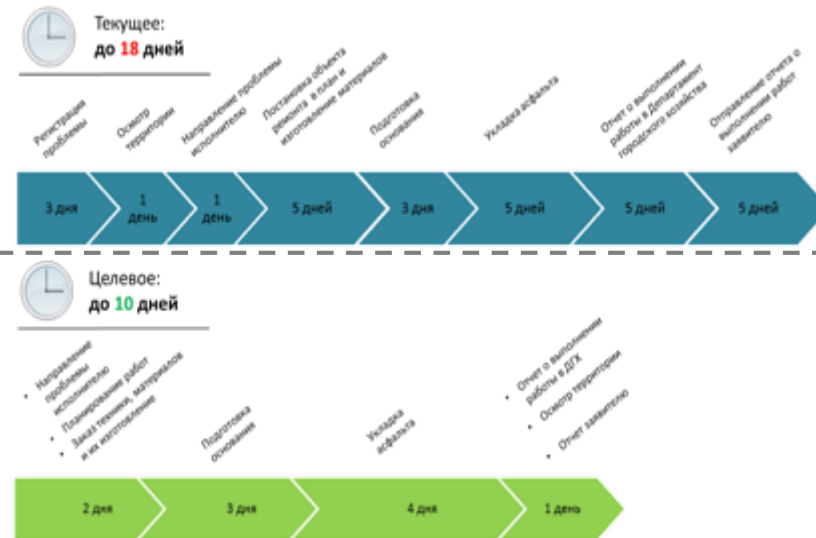 Текущее:
до 18 дней
Регистрация
проблемы
Осмотр
территории
Направление проблемы
исполнителю
Постановка объекта
ремонта в план и
изготовление материалов
Подготовка
основания
Укладка асфальта
Отчет о выполнении
работы в Департамент
городского хозяйства
Отправление отчета о
выполнении работ
заявителю
3 дня
1
день
1
день
5 дней
3 дня
5 дней
5 дней
5 дней
Целевое:
до 10 дней
• Направление
проблемы
исполнителю
• Планирование работ
• Заказ техники, материалов
и их изготовление
Подготовка
основания
Укладка
асфальта
• Отчет о выполнении
работы в ДГХ
• Осмотр территории
• Отчет заявителю
2 дня
3 дня
4 дня
1 день